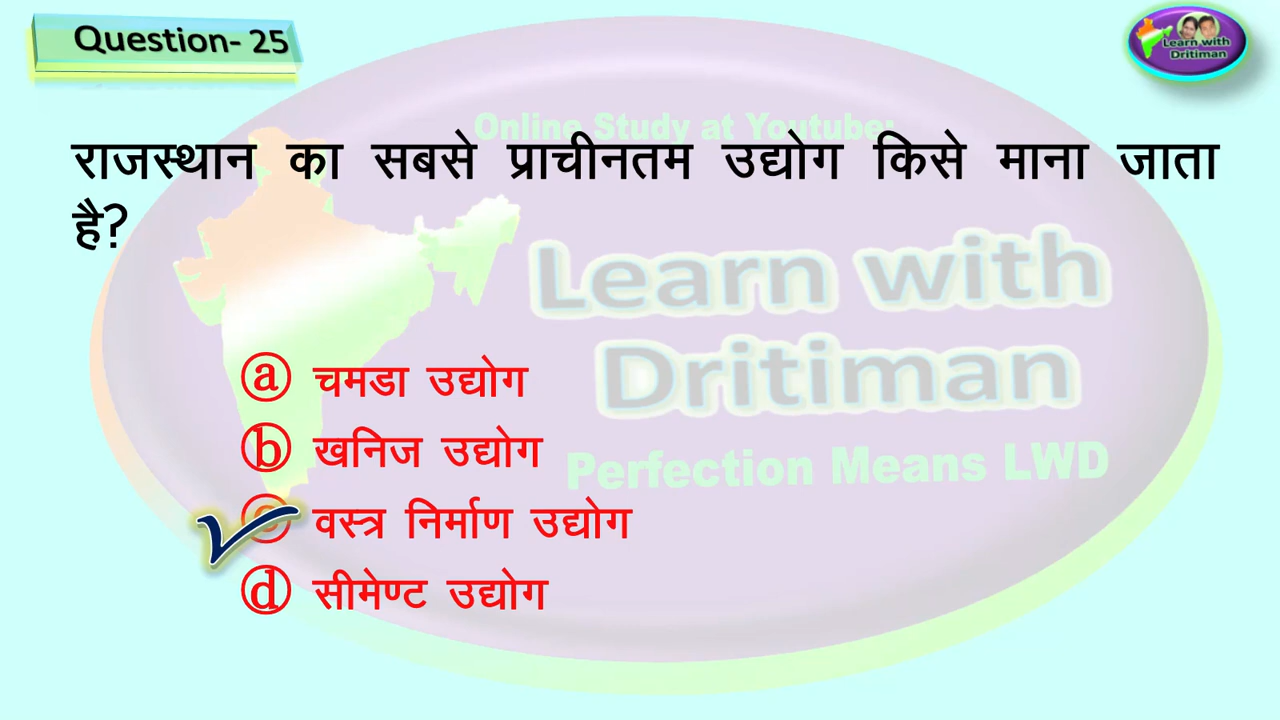 Question- 25
Learn with
Dritiman
Online Study at Youtube:
राजस्थान का सबसे प्राचीनतम उद्योग किसे माना जाता
है?
Learn with
Dritiman
Perfection Means LWD
ⓐ चमडा उद्योग
ⓑ खनिज उद्योग
ⓒ वस्त्र निर्माण उद्योग
ⓓ सीमेण्ट उद्योग